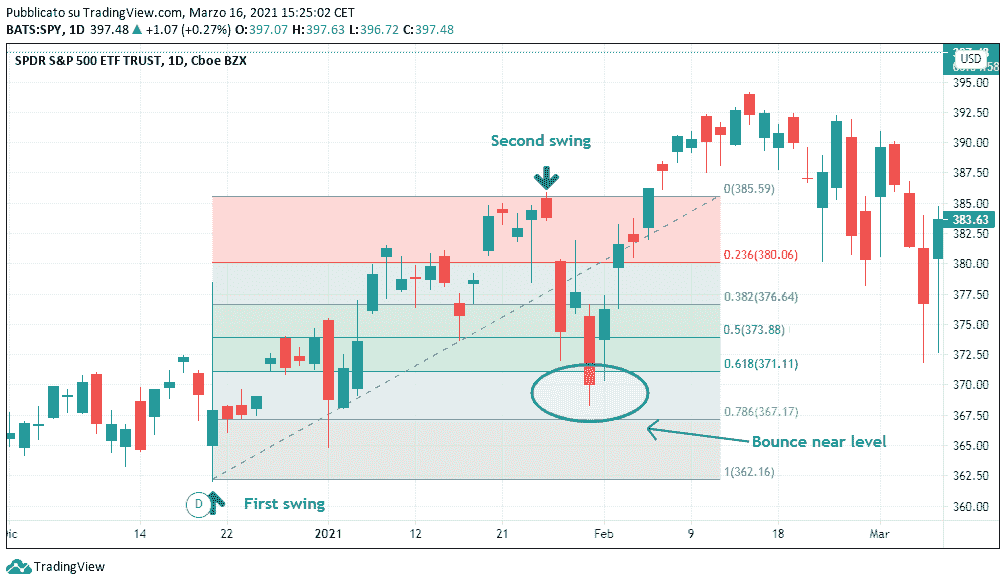 Pubblicato su TradingView.com, Marzo 16, 2021 15:25:02 CET
BATS:SPY, 1D 397.48 ▲ +1.07 (+0.27%) O:397.07 H:397.63 L:396.72 C:397.48
SPDR S&P 500 ETF TRUST, 1D, Cboe BZX
USD
395.00
392.50
390.00
387.50
385.00
383.63
382.50
380.00
377.50
375.00
372.50
370.00
367.50
365.00
362.50
360.00
Second swing
0(385.59)
0.236(380.06)
0.382(376.64)
0.5(373.88)
0.618(371.11)
0.786(367.17)
Bounce near level
1(362.16)
D
First swing
14 22 2021 12 21 Feb 9 18 Mar
TradingView